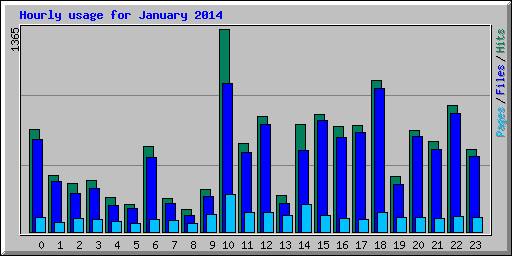 Hourly usage for January 2014
1365
Pages/Files/Hits
0 1 2 3 4 5 6 7 8 9 10 11 12 13 14 15 16 17 18 19 20 21 22 23